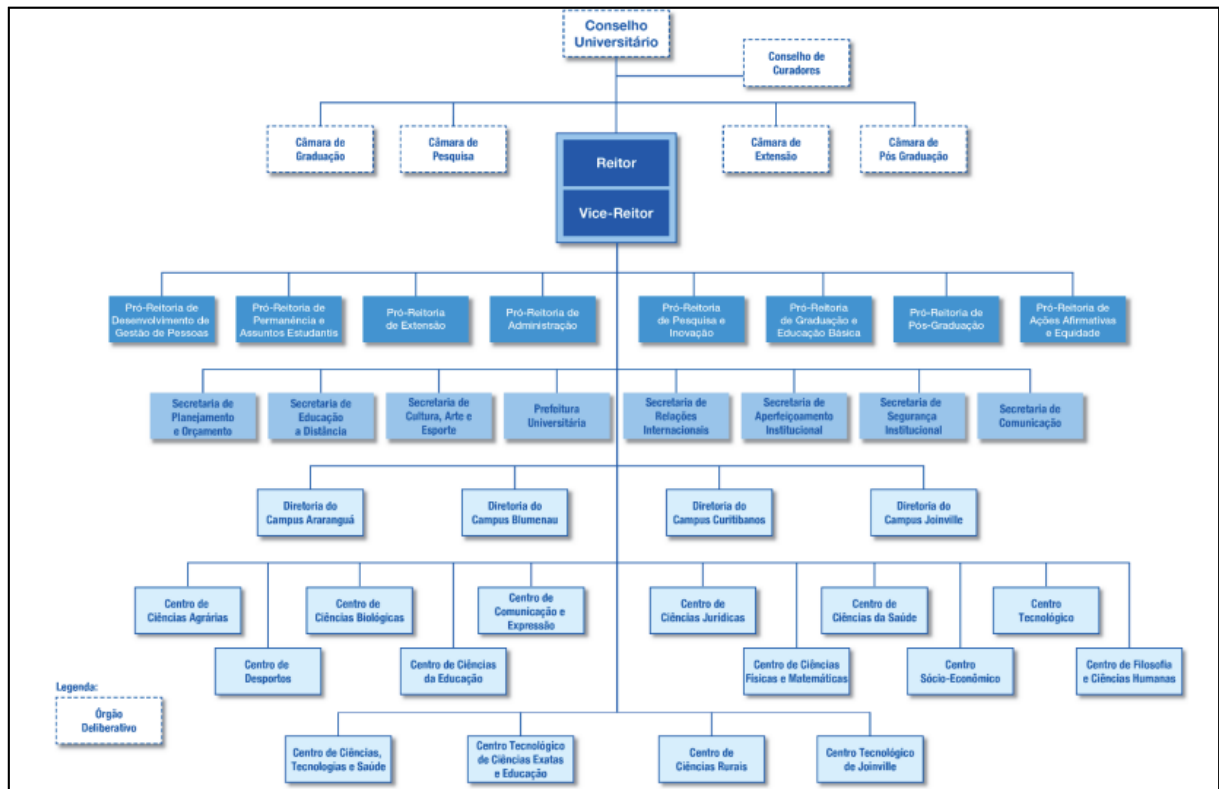 Conselho
Universitário
Conselho de
Curadores
Câmara de
Graduação
Câmara de
Pesquisa
Câmara de
Extensão
Câmara de
Pós Graduação
Reitor
Vice-Reitor
Pró-Reitoria de
Desenvolvimento de
Gestão de Pessoas
Pró-Reitoria de
Permanência e
Assuntos Estudantis
Pró-Reitoria
de Extensão
Pró-Reitoria de
Administração
Pró-Reitoria
de Pesquisa e
Inovação
Pró-Reitoria
de Graduação e
Educação Básica
Pró-Reitoria de
Pós-Graduação
Pró-Reitoria de
Ações Afirmativas
e Equidade
Secretaria de
Planejamento
e Orçamento
Secretaria de
Educação
a Distância
Secretaria de
Cultura, Arte e
Esporte
Prefeitura
Universitária
Secretaria de
Relações
Internacionais
Secretaria de
Aperfeiçoamento
Institucional
Secretaria de
Segurança
Institucional
Secretaria de
Comunicação
Diretoria do
Campus Araranguá
Diretoria do
Campus Blumenau
Diretoria do
Campus Curitibanos
Diretoria do
Campus Joinville
Centro de
Ciências Agrárias
Centro de
Ciências Biológicas
Centro de
Comunicação e
Expressão
Centro de
Ciências Jurídicas
Centro de
Ciências da Saúde
Centro
Tecnológico
Centro de
Desportos
Centro de Ciências
da Educação
Centro de Ciências
Físicas e Matemáticas
Centro
Sócio-Econômico
Centro de Filosofia
e Ciências Humanas
Legenda:
Órgão
Deliberativo
Centro de Ciências,
Tecnologias e Saúde
Centro Tecnológico
de Ciências Exatas
e Educação
Centro de
Ciências Rurais
Centro Tecnológico
de Joinville